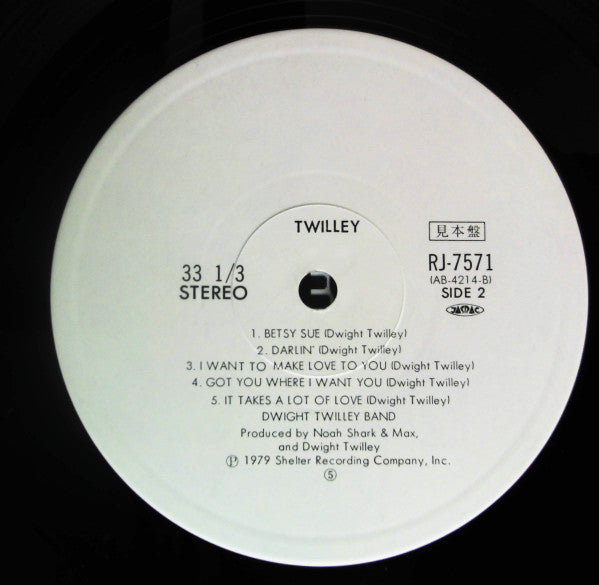 TWILLEY
見本盤
33 1/3
STEREO
RJ-7571
(AB-4214-B)
SIDE 2
JASRAC
1. BETSY SUE (Dwight Twilley)
2. DARLIN' (Dwight Twilley)
3. I WANT TO MAKE LOVE TO YOU (Dwight Twilley)
4. GOT YOU WHERE I WANT YOU (Dwight Twilley)
5. IT TAKES A LOT OF LOVE (Dwight Twilley)
DWIGHT TWILLEY BAND
Produced by Noah Shark & Max,
and Dwight Twilley
Ⓟ 1979 Shelter Recording Company, Inc.
⑤